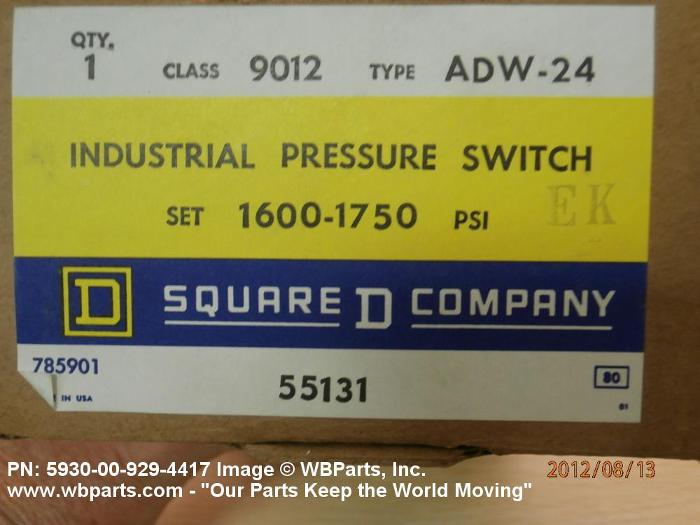 QTY.
1 CLASS 9012 TYPE ADW-24
INDUSTRIAL PRESSURE SWITCH
SET 1600-1750 PSI EK
D SQUARE D COMPANY
785901
IN USA
55131
80
61
PN: 5930-00-929-4417 Image © WBParts, Inc.
2012/08/13
www.wbparts.com - "Our Parts Keep the World Moving"